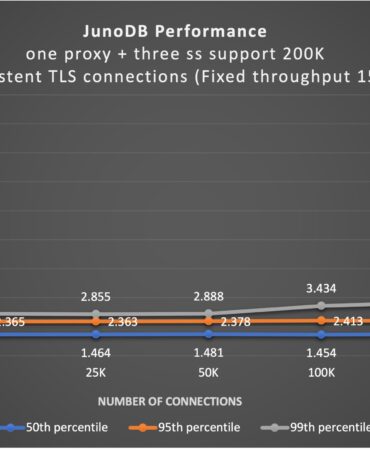 JunoDB Performance
one proxy + three ss support 200K
stent TLS connections (Fixed throughput 15
2.855 2.888 3.434
2.365 2.363 2.378 2.413
1.464 1.481 1.454
25K 50K 100K
NUMBER OF CONNECTIONS
50th percentile 95th percentile 99th percentile